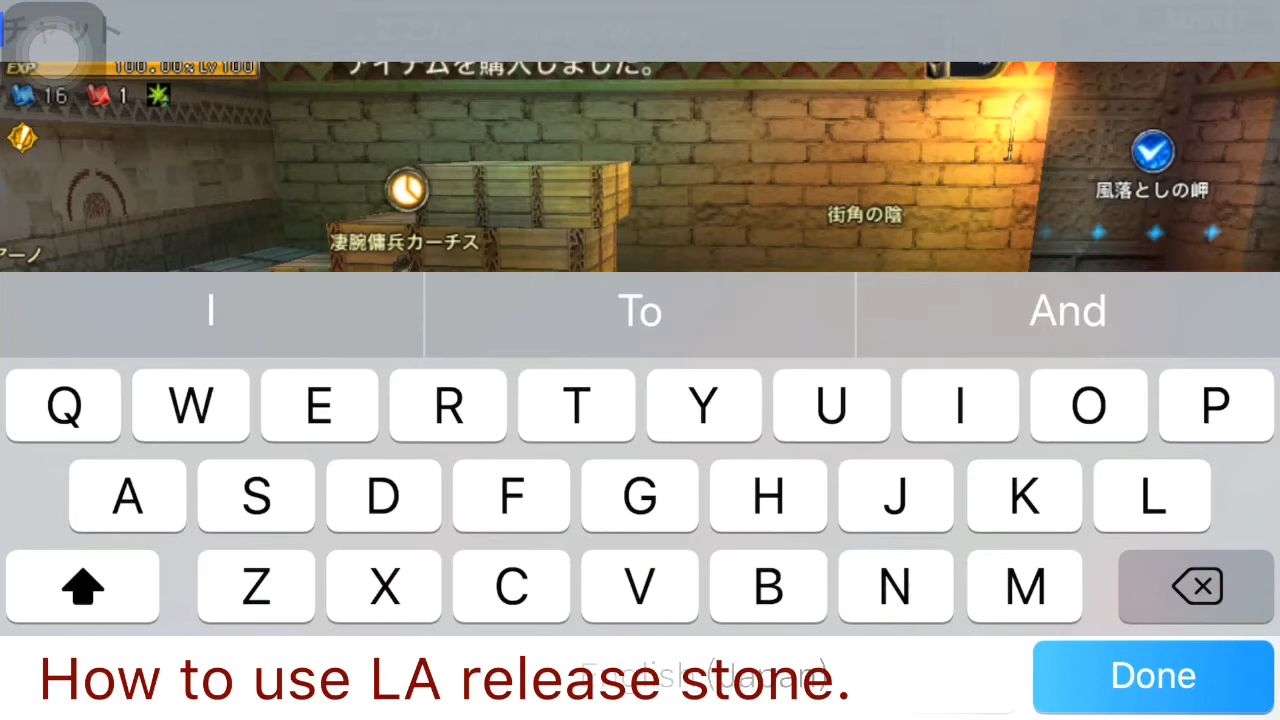 チャット
EXP 100.00% Lv 100
アイテムを購入しました。
16 1
風落としの岬
街角の陰
凄腕傭兵カーチス
アーノ
I To And
Q W E R T Y U I O P
A S D F G H J K L
Z X C V B N M
How to use LA release stone.
English (Japan)
Done